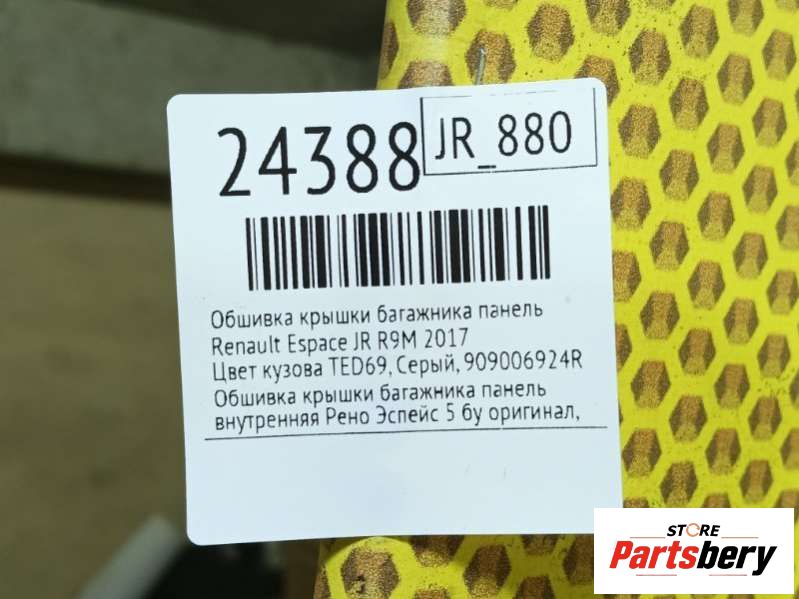 24388
JR_880
Обшивка крышки багажника панель
Renault Espace JR R9M 2017
Цвет кузова TED69, Серый, 909006924R
Обшивка крышки багажника панель
внутренняя Рено Эспейс 5 бу оригинал,
STORE
Partsbery